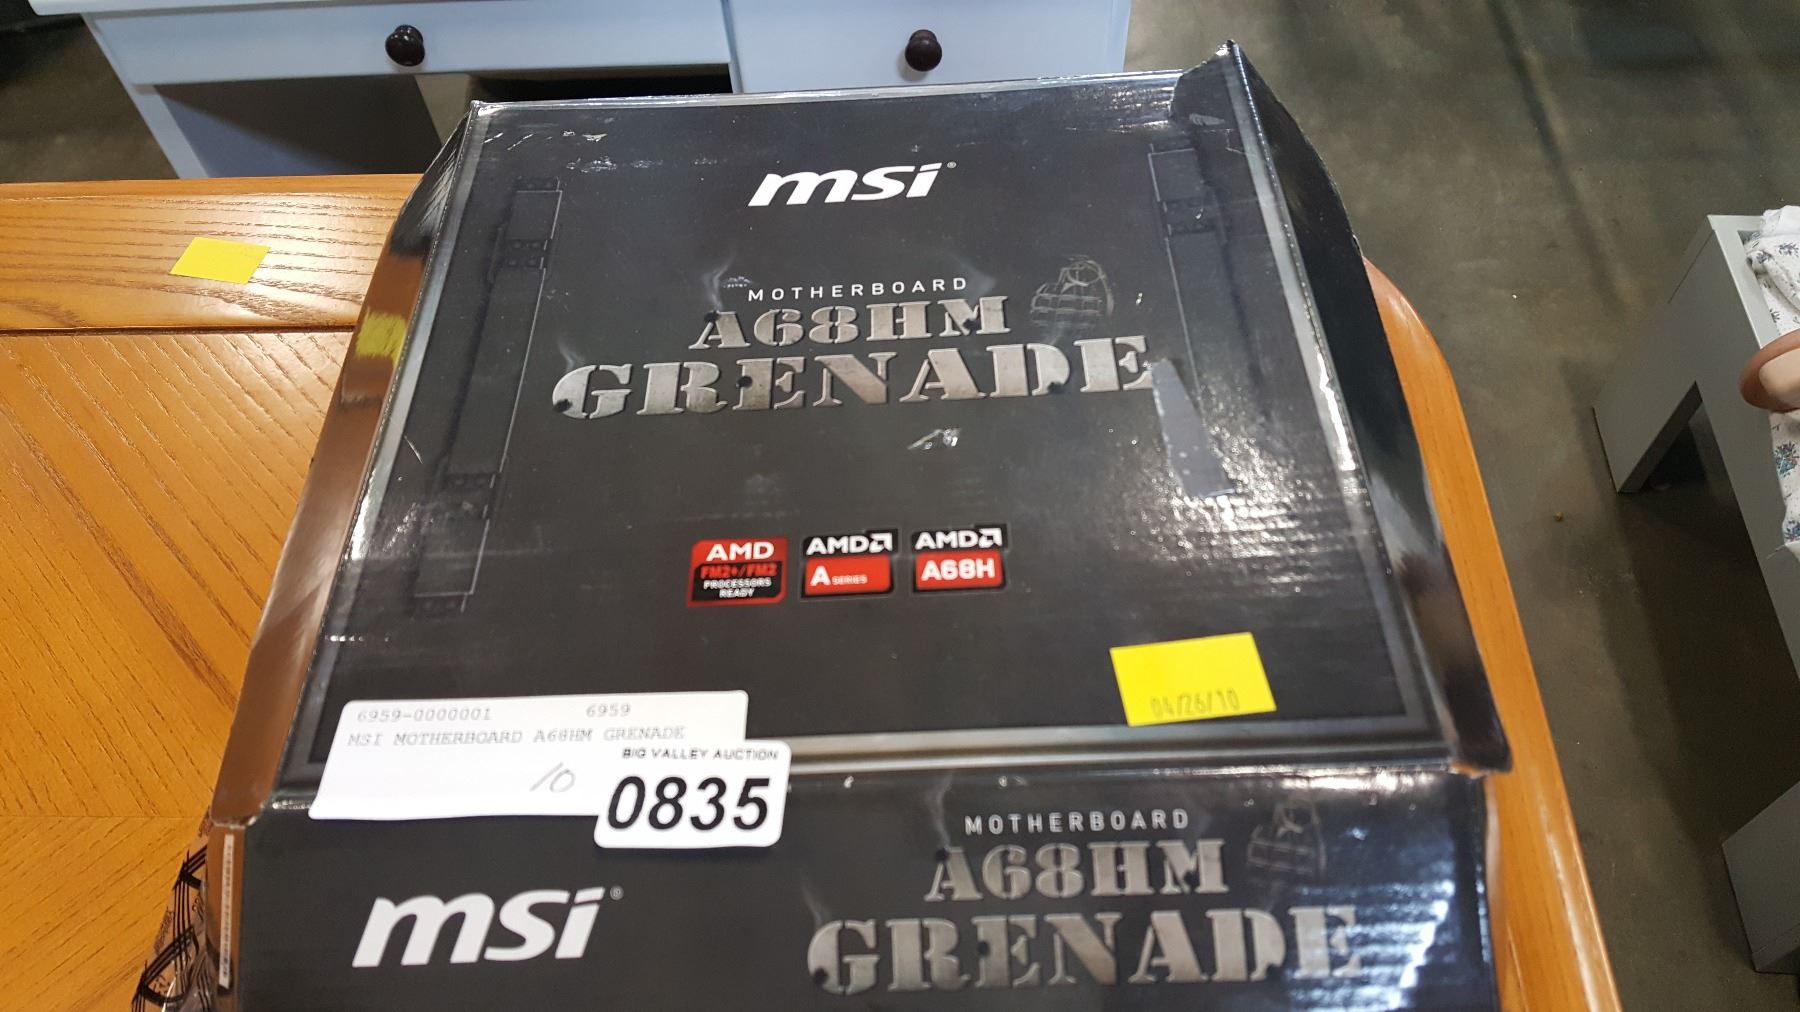 msi®
MOTHERBOARD
A68HM
GRENADE
AMD
FM2+/FM2
PROCESSORS
READY
AMD
A SERIES
AMD
A68H
04/26/10
6959-0000001 6959
MSI MOTHERBOARD A68HM GRENADE
10
BIG VALLEY AUCTION
0835
MOTHERBOARD
A68HM
GRENADE
msi®